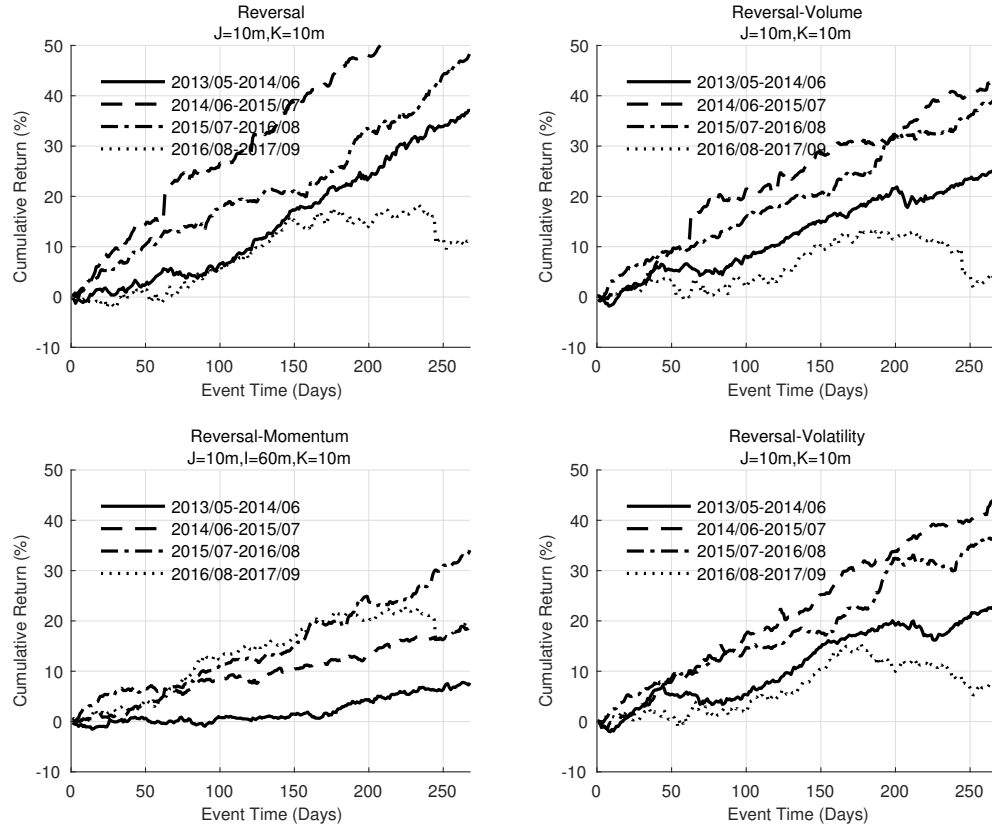 Reversal
J=10m,K=10m
50
40
30
20
10
0
-10
Cumulative Return (%)
2013/05-2014/06
2014/06-2015/07
2015/07-2016/08
2016/08-2017/09
0 50 100 150 200 250
Event Time (Days)
Reversal-Volume
J=10m,K=10m
50
40
30
20
10
0
-10
Cumulative Return (%)
2013/05-2014/06
2014/06-2015/07
2015/07-2016/08
2016/08-2017/09
0 50 100 150 200 250
Event Time (Days)
Reversal-Momentum
J=10m,I=60m,K=10m
50
40
30
20
10
0
-10
Cumulative Return (%)
2013/05-2014/06
2014/06-2015/07
2015/07-2016/08
2016/08-2017/09
0 50 100 150 200 250
Event Time (Days)
Reversal-Volatility
J=10m,K=10m
50
40
30
20
10
0
-10
Cumulative Return (%)
2013/05-2014/06
2014/06-2015/07
2015/07-2016/08
2016/08-2017/09
0 50 100 150 200 250
Event Time (Days)